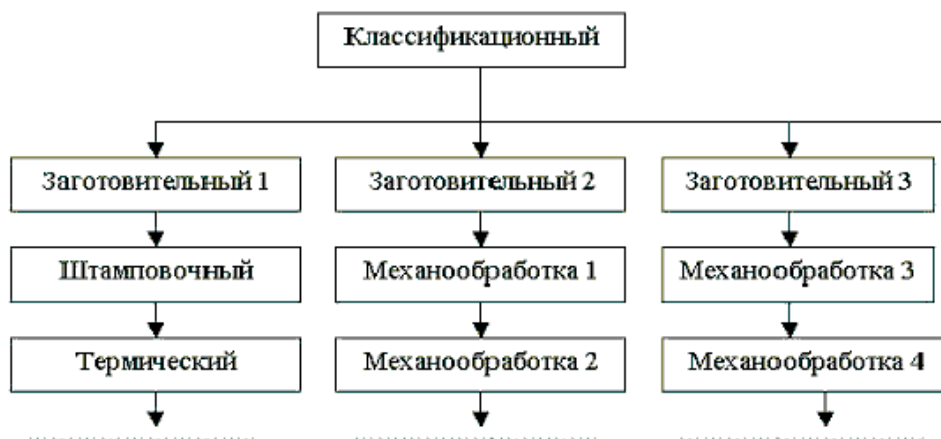 Классификационный
Заготовительный 1
Заготовительный 2
Заготовительный 3
Штамповочный
Механообработка 1
Механообработка 3
Термический
Механообработка 2
Механообработка 4